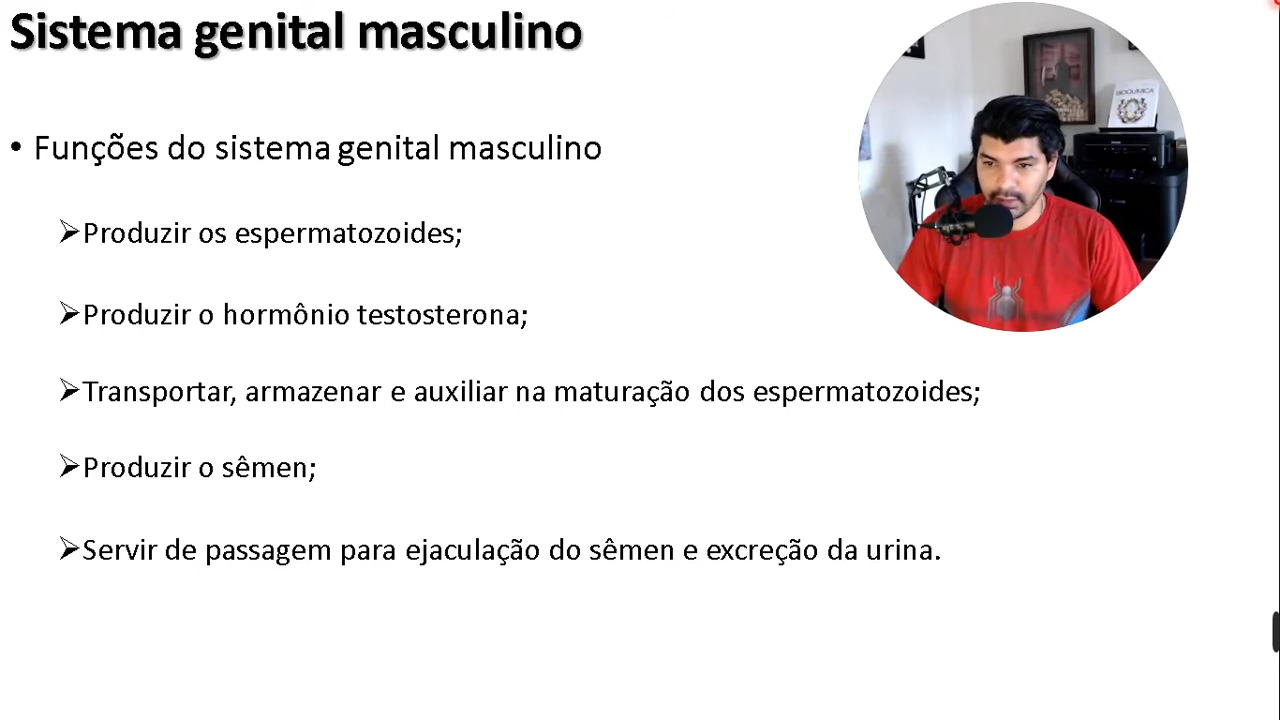 Sistema genital masculino
• Funções do sistema genital masculino
➢Produzir os espermatozoides;
➢Produzir o hormônio testosterona;
➢Transportar, armazenar e auxiliar na maturação dos espermatozoides;
➢Produzir o sêmen;
➢Servir de passagem para ejaculação do sêmen e excreção da urina.
BIOQUIMICA